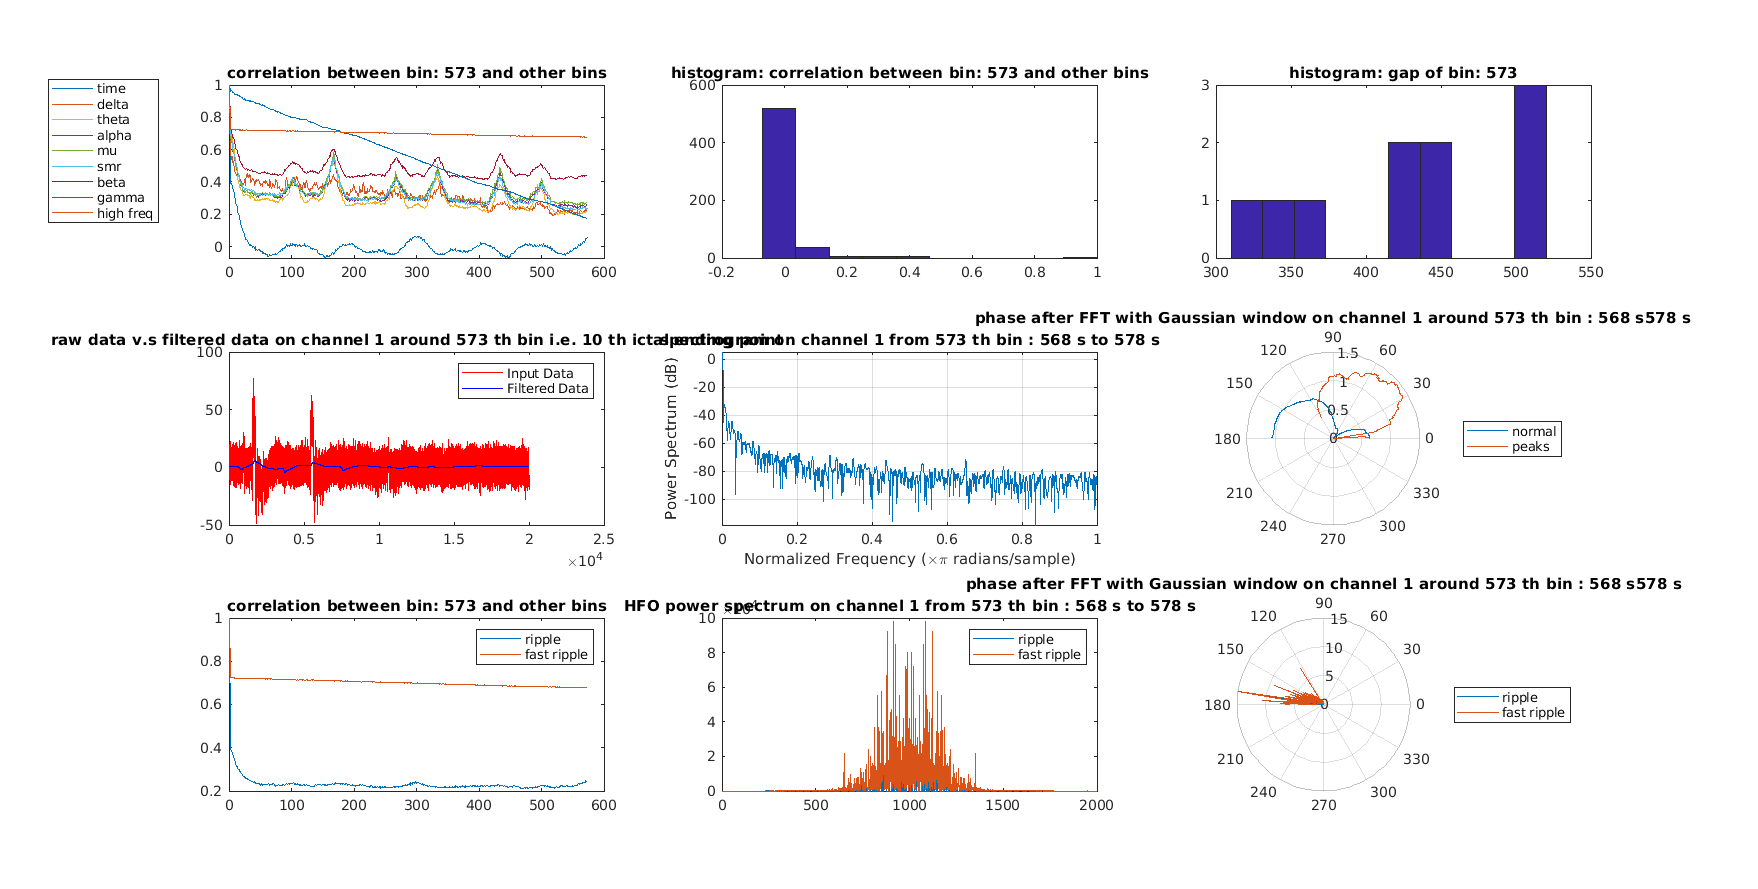 correlation between bin: 573 and other bins
time
delta
theta
alpha
mu
smr
beta
gamma
high freq
1
0.8
0.6
0.4
0.2
0
0 100 200 300 400 500 600
histogram: correlation between bin: 573 and other bins
600
400
200
0
-0.2 0 0.2 0.4 0.6 0.8 1
histogram: gap of bin: 573
3
2
1
0
300 350 400 450 500 550
raw data v.s filtered data on channel 1 around 573 th bin i.e. 10 th ictal ending point
100
50
0
-50
Input Data
Filtered Data
0 0.5 1 1.5 2 2.5
×10⁴
spectrogram on channel 1 from 573 th bin : 568 s to 578 s
Power Spectrum (dB)
0
-20
-40
-60
-80
-100
0 0.2 0.4 0.6 0.8 1
Normalized Frequency (×π radians/sample)
phase after FFT with Gaussian window on channel 1 around 573 th bin : 568 s578 s
90
120 1.5 60
150 1 30
0.5
180 0 0
210 330
240 300
270
normal
peaks
correlation between bin: 573 and other bins
1
0.8
0.6
0.4
0.2
ripple
fast ripple
0 100 200 300 400 500 600
HFO power spectrum on channel 1 from 573 th bin : 568 s to 578 s
10
8
6
4
2
0
ripple
fast ripple
0 500 1000 1500 2000
phase after FFT with Gaussian window on channel 1 around 573 th bin : 568 s578 s
90
120 15 60
150 10 30
5
180 0 0
210 330
240 300
270
ripple
fast ripple